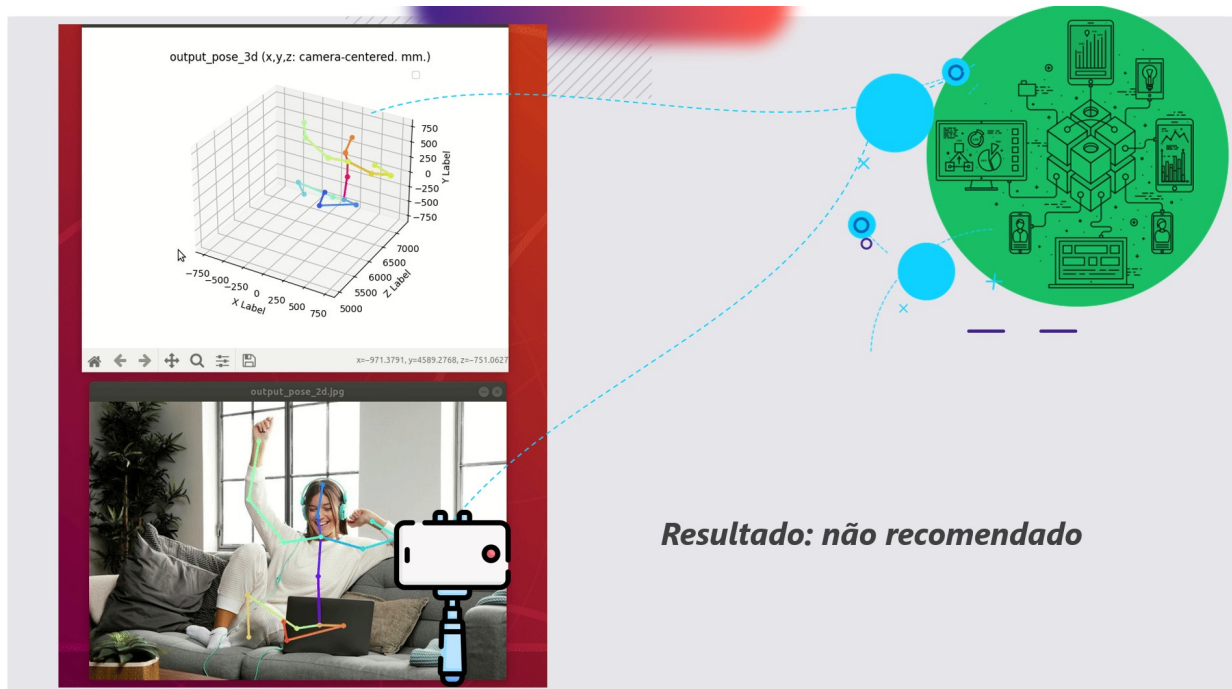 output_pose_3d (x,y,z: camera-centered. mm.)
750
500
250
0
−250
−500
−750
Y Label
7000
6500
6000
5500
5000
Z Label
−750
−500
−250
0
250
500
750
X Label
x=−971.3791, y=4589.2768, z=−751.0627
output_pose_2d.jpg
Resultado: não recomendado